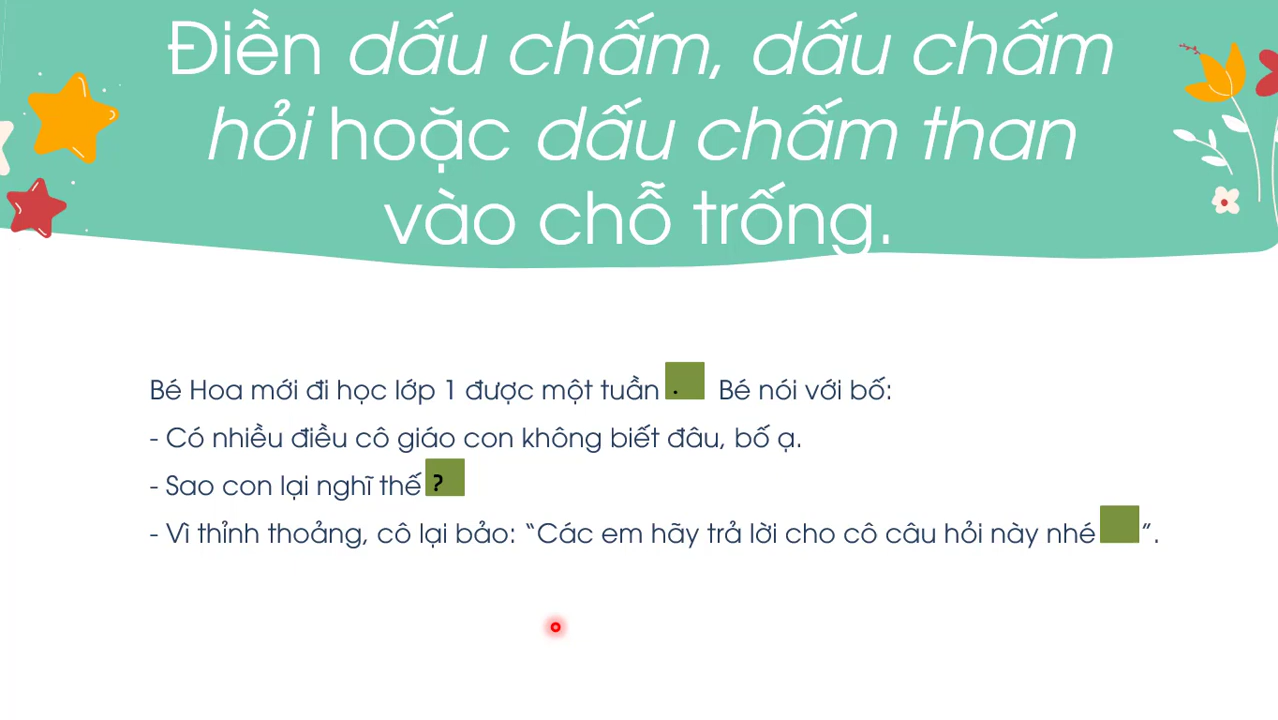 Điền dấu chấm, dấu chấm
hỏi hoặc dấu chấm than
vào chỗ trống.
Bé Hoa mới đi học lớp 1 được một tuần . Bé nói với bố:
- Có nhiều điều cô giáo con không biết đâu, bố ạ.
- Sao con lại nghĩ thế ?
- Vì thỉnh thoảng, cô lại bảo: “Các em hãy trả lời cho cô câu hỏi này nhé ”.